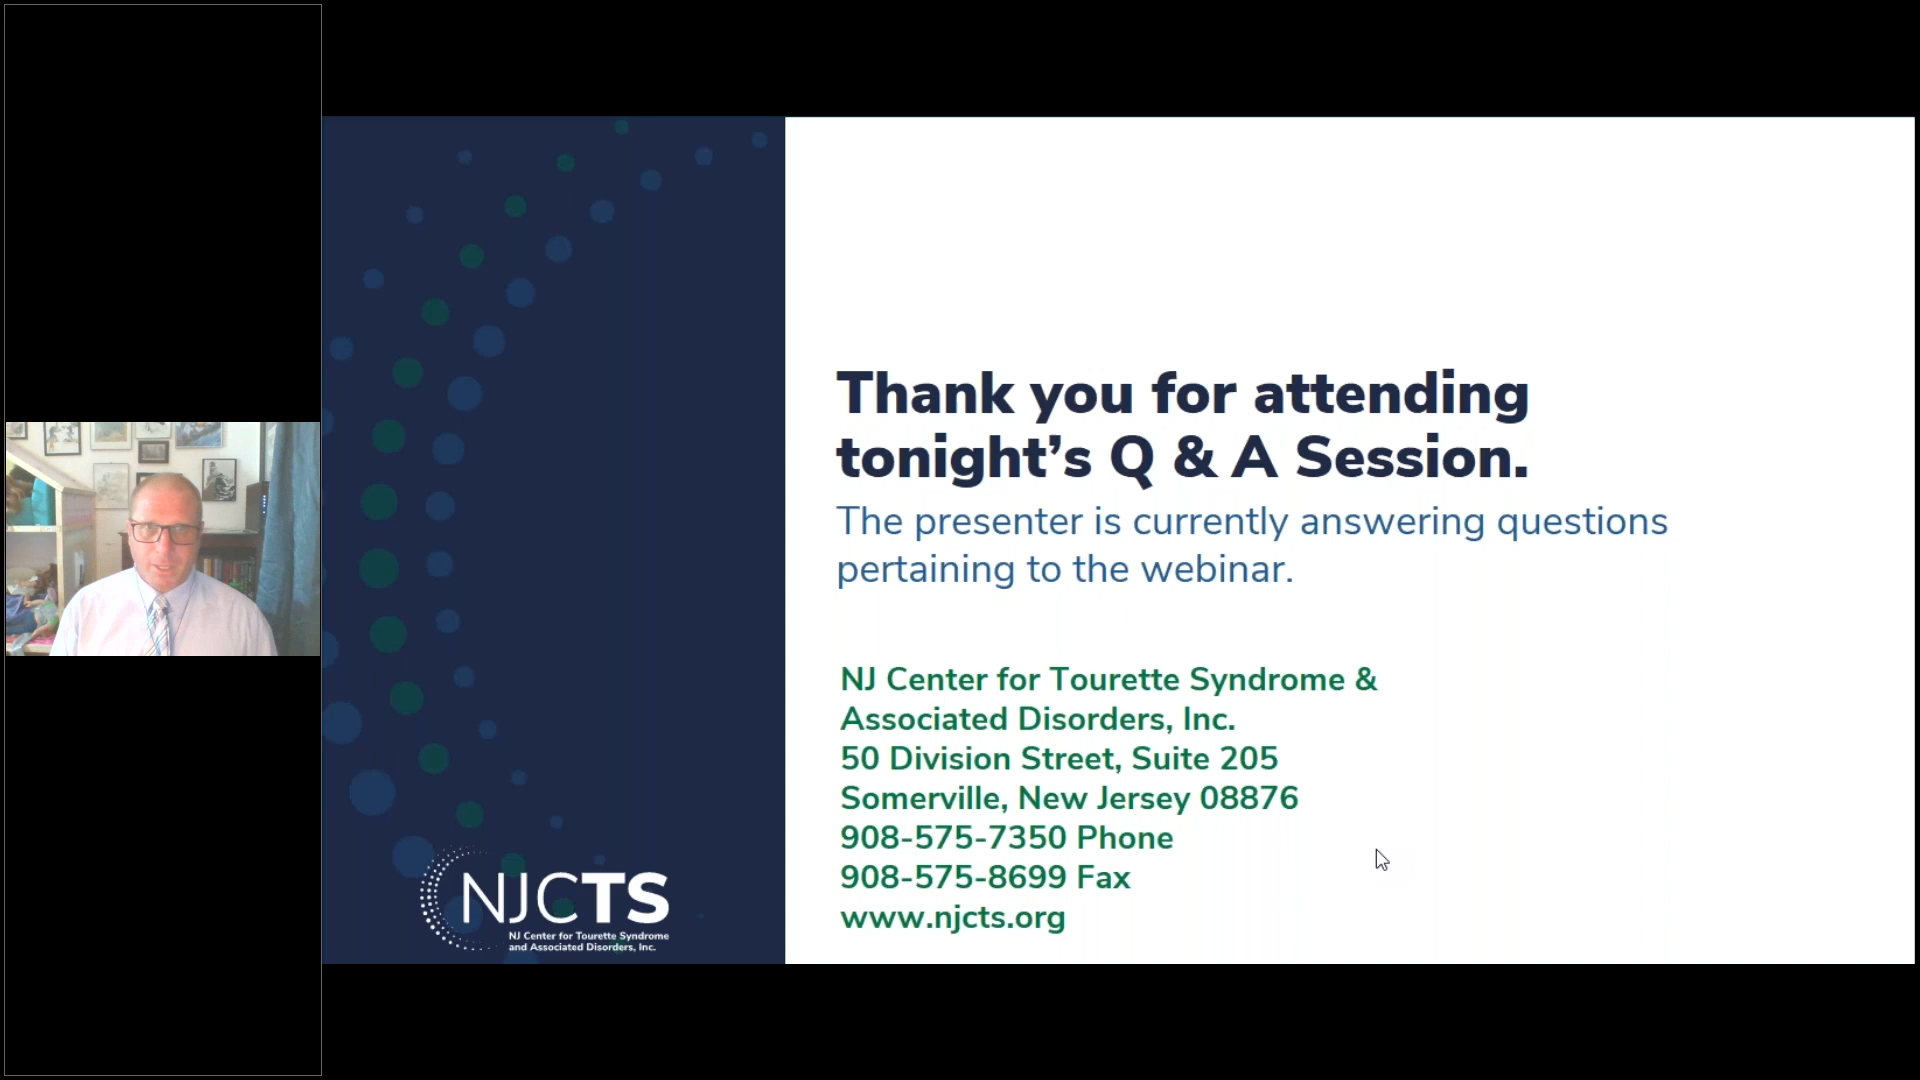 Thank you for attending
tonight’s Q & A Session.
The presenter is currently answering questions
pertaining to the webinar.
NJ Center for Tourette Syndrome &
Associated Disorders, Inc.
50 Division Street, Suite 205
Somerville, New Jersey 08876
908-575-7350 Phone
908-575-8699 Fax
www.njcts.org
NJCTS
NJ Center for Tourette Syndrome
and Associated Disorders, Inc.